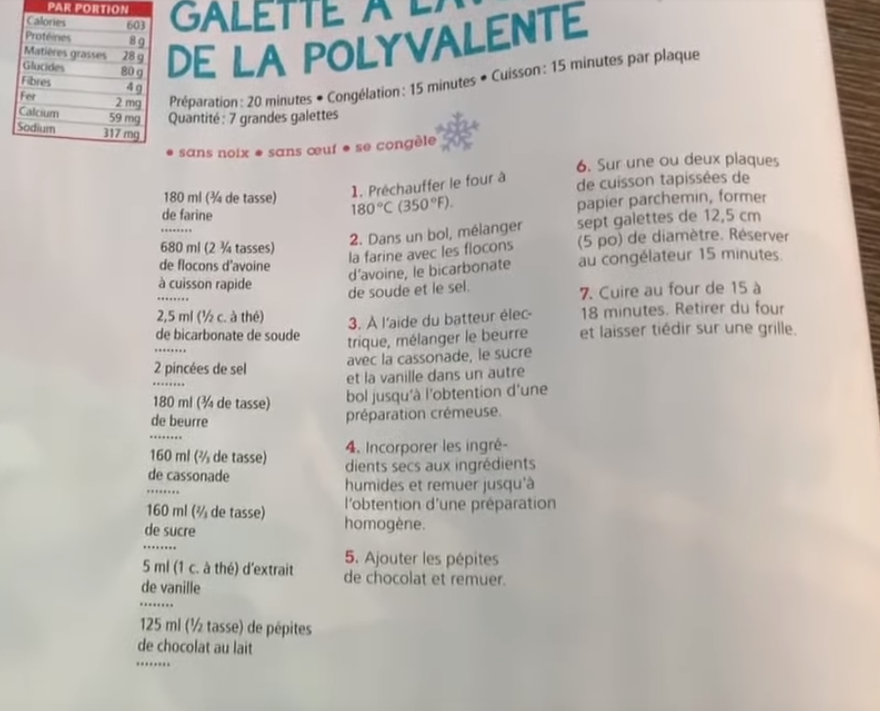 PAR PORTION
Calories 603
Protéines 8 g
Matières grasses 28 g
Glucides 80 g
Fibres 4 g
Fer 2 mg
Calcium 59 mg
Sodium 317 mg
GALETTE À
DE LA POLYVALENTE
Préparation : 20 minutes • Congélation : 15 minutes • Cuisson : 15 minutes par plaque
Quantité : 7 grandes galettes
• sans noix • sans œuf • se congèle
180 ml (¾ de tasse)
de farine
680 ml (2 ¾ tasses)
de flocons d'avoine
à cuisson rapide
2,5 ml (½ c. à thé)
de bicarbonate de soude
2 pincées de sel
180 ml (¾ de tasse)
de beurre
160 ml (⅔ de tasse)
de cassonade
160 ml (⅔ de tasse)
de sucre
5 ml (1 c. à thé) d'extrait
de vanille
125 ml (½ tasse) de pépites
de chocolat au lait
1. Préchauffer le four à
180 °C (350 °F).
2. Dans un bol, mélanger
la farine avec les flocons
d'avoine, le bicarbonate
de soude et le sel.
3. À l'aide du batteur élec-
trique, mélanger le beurre
avec la cassonade, le sucre
et la vanille dans un autre
bol jusqu'à l'obtention d'une
préparation crémeuse.
4. Incorporer les ingré-
dients secs aux ingrédients
humides et remuer jusqu'à
l'obtention d'une préparation
homogène.
5. Ajouter les pépites
de chocolat et remuer.
6. Sur une ou deux plaques
de cuisson tapissées de
papier parchemin, former
sept galettes de 12,5 cm
(5 po) de diamètre. Réserver
au congélateur 15 minutes.
7. Cuire au four de 15 à
18 minutes. Retirer du four
et laisser tiédir sur une grille.